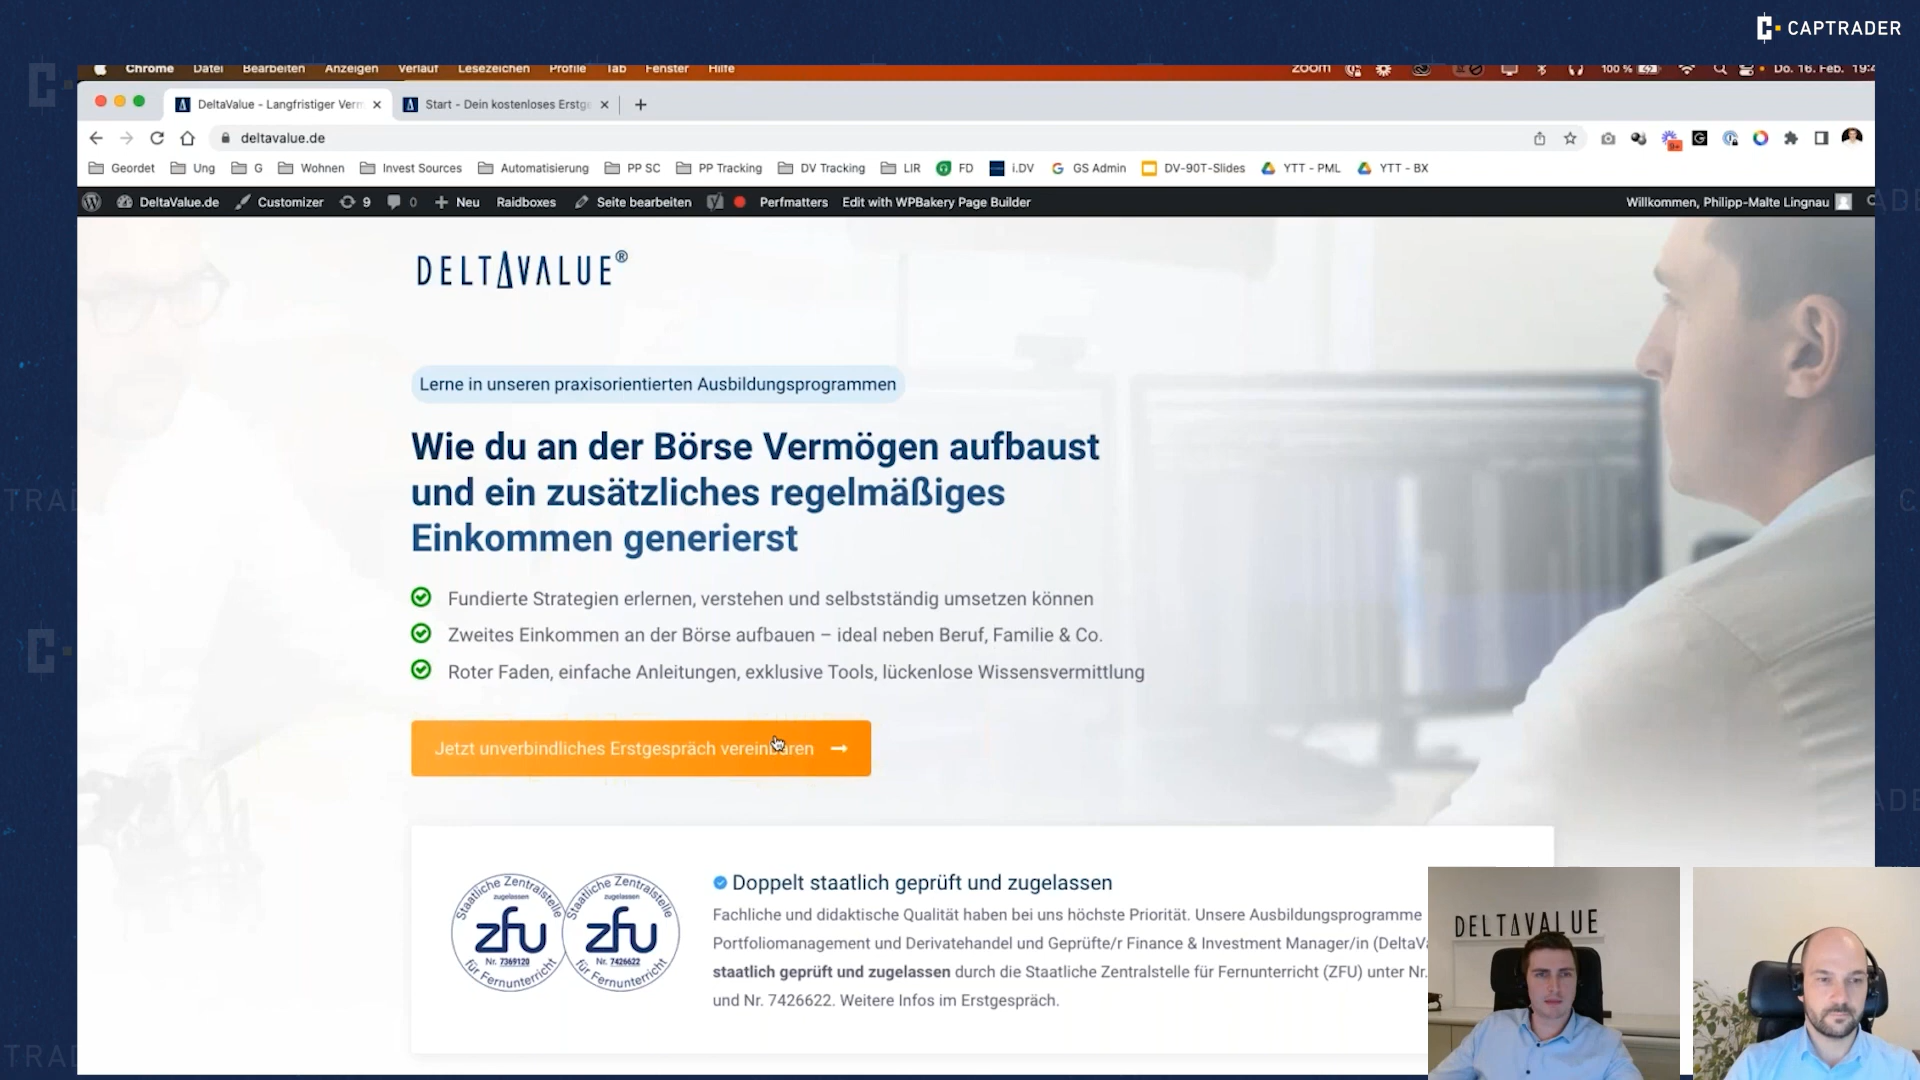 CAPTRADER
Chrome Datei Bearbeiten Anzeigen Verlauf Lesezeichen Profile Tab Fenster Hilfe zoom 100 % Do. 16. Feb.
DeltaValue - Langfristiger Verm Start - Dein kostenloses Erstge
deltavalue.de
Geordet Ung G Wohnen Invest Sources Automatisierung PP SC PP Tracking DV Tracking LIR FD i.DV GS Admin DV-90T-Slides YTT - PML YTT - BX
DeltaValue.de Customizer 9 0 Neu Raidboxes Seite bearbeiten Perfmatters Edit with WPBakery Page Builder Willkommen, Philipp-Malte Lingnau
DELTAVALUE®
Lerne in unseren praxisorientierten Ausbildungsprogrammen
Wie du an der Börse Vermögen aufbaust
und ein zusätzliches regelmäßiges
Einkommen generierst
Fundierte Strategien erlernen, verstehen und selbstständig umsetzen können
Zweites Einkommen an der Börse aufbauen – ideal neben Beruf, Familie & Co.
Roter Faden, einfache Anleitungen, exklusive Tools, lückenlose Wissensvermittlung
Jetzt unverbindliches Erstgespräch vereinbaren
Staatliche Zentralstelle zugelassen zfu Nr. 7369120 für Fernunterricht
Staatliche Zentralstelle zugelassen zfu Nr. 7426622 für Fernunterricht
Doppelt staatlich geprüft und zugelassen
Fachliche und didaktische Qualität haben bei uns höchste Priorität. Unsere Ausbildungsprogramme
Portfoliomanagement und Derivatehandel und Geprüfte/r Finance & Investment Manager/in (DeltaVa
staatlich geprüft und zugelassen durch die Staatliche Zentralstelle für Fernunterricht (ZFU) unter Nr.
und Nr. 7426622. Weitere Infos im Erstgespräch.
DELTAVALUE